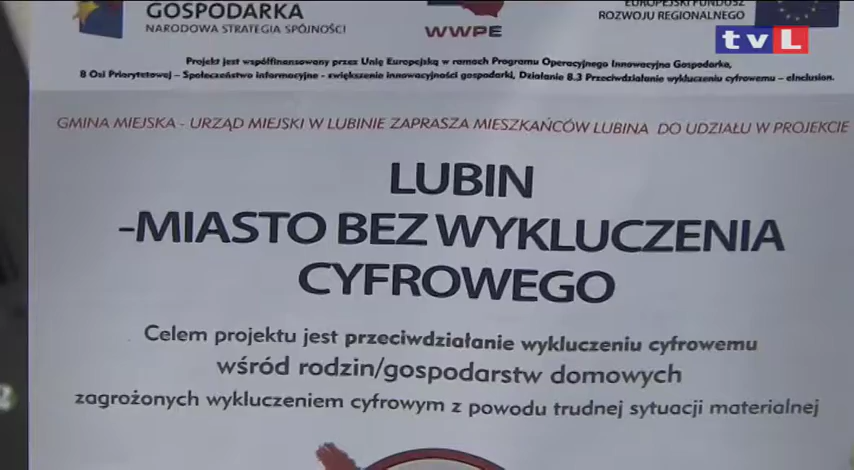 GOSPODARKA
NARODOWA STRATEGIA SPÓJNOŚCI
WWPE
EUROPEJSKI FUNDUSZ
ROZWOJU REGIONALNEGO
tvL
Projekt jest współfinansowany przez Unię Europejską w ramach Programu Operacyjnego Innowacyjna Gospodarka,
8 Osi Priorytetowej – Społeczeństwo informacyjne - zwiększenie innowacyjności gospodarki, Działanie 8.3 Przeciwdziałanie wykluczeniu cyfrowemu – eInclusion.
GMINA MIEJSKA - URZĄD MIEJSKI W LUBINIE ZAPRASZA MIESZKAŃCÓW LUBINA DO UDZIAŁU W PROJEKCIE
LUBIN
-MIASTO BEZ WYKLUCZENIA
CYFROWEGO
Celem projektu jest przeciwdziałanie wykluczeniu cyfrowemu
wśród rodzin/gospodarstw domowych
zagrożonych wykluczeniem cyfrowym z powodu trudnej sytuacji materialnej